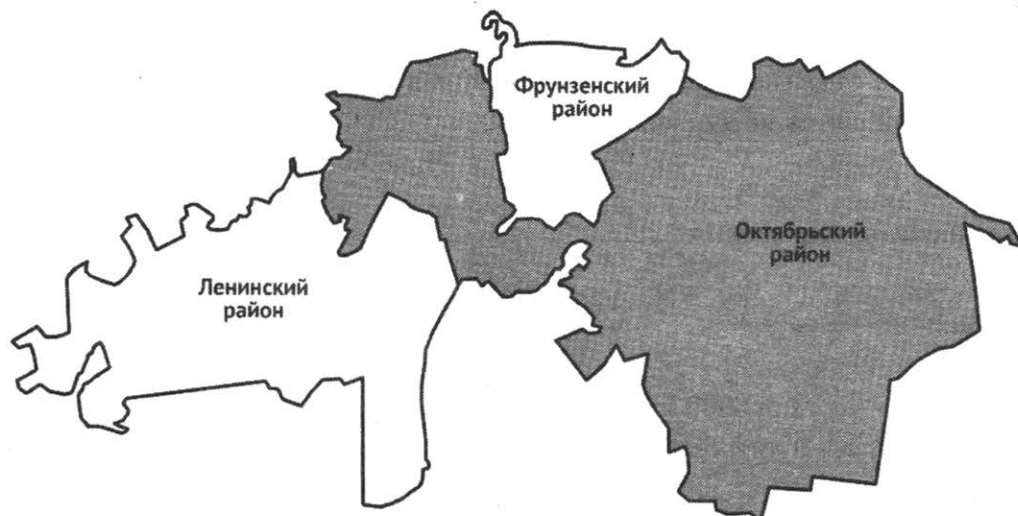 Фрунзенский
район
Октябрьский
район
Ленинский
район